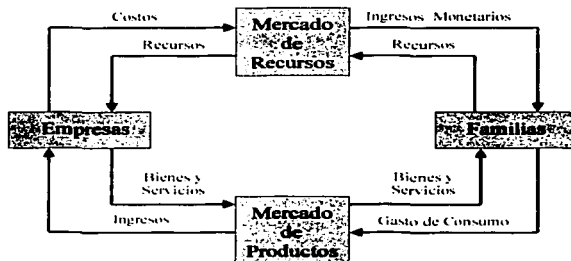 Costos
Mercado
de
Recursos
Ingresos Monetarios
Recursos
Recursos
Empresas
Familias
Bienes y
Servicios
Bienes y
Servicios
Ingresos
Mercado
de
Productos
Gasto de Consumo